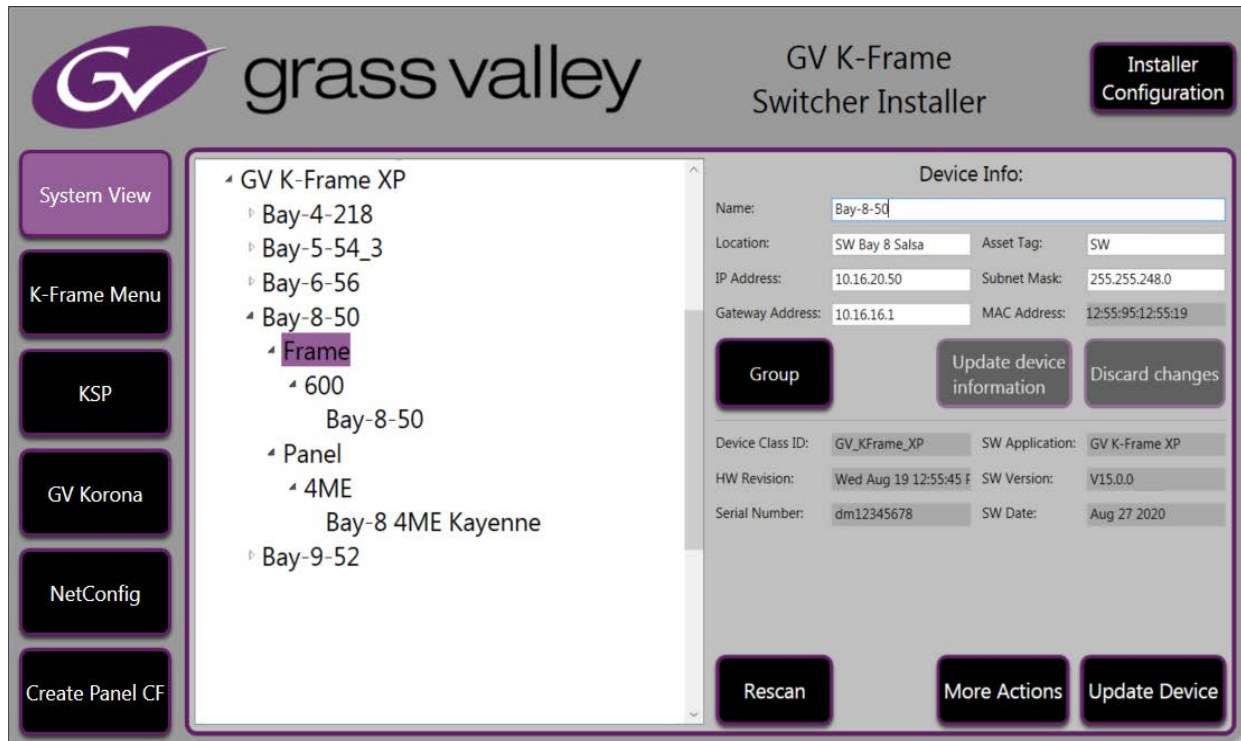 GV grass valley
GV K-Frame
Switcher Installer
Installer
Configuration
System View
K-Frame Menu
KSP
GV Korona
NetConfig
Create Panel CF
GV K-Frame XP
Bay-4-218
Bay-5-54_3
Bay-6-56
Bay-8-50
Frame
600
Bay-8-50
Panel
4ME
Bay-8 4ME Kayenne
Bay-9-52
Device Info:
Name: Bay-8-50
Location: SW Bay 8 Salsa Asset Tag: SW
IP Address: 10.16.20.50 Subnet Mask: 255.255.248.0
Gateway Address: 10.16.16.1 MAC Address: 12:55:95:12:55:19
Group
Update device
information
Discard changes
Device Class ID: GV_KFrame_XP SW Application: GV K-Frame XP
HW Revision: Wed Aug 19 12:55:45 SW Version: V15.0.0
Serial Number: dm12345678 SW Date: Aug 27 2020
Rescan
More Actions
Update Device